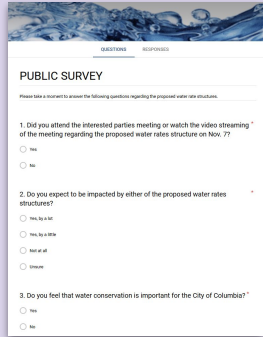 QUESTIONS RESPONSES
PUBLIC SURVEY
Please take a moment to answer the following questions regarding the proposed water rate structures.
1. Did you attend the interested parties meeting or watch the video streaming *
of the meeting regarding the proposed water rates structure on Nov. 7?
Yes
No
2. Do you expect to be impacted by either of the proposed water rates *
structures?
Yes, by a lot
Yes, by a little
Not at all
Unsure
3. Do you feel that water conservation is important for the City of Columbia? *
Yes
No